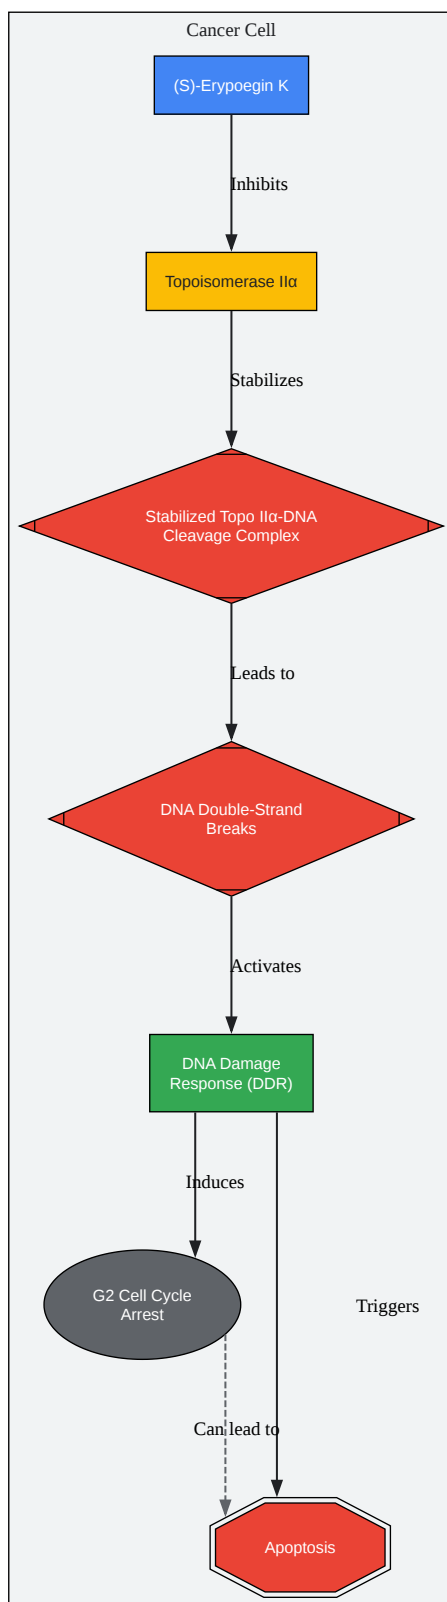 Cancer Cell
(S)-Erypoegin K
Inhibits
Topoisomerase IIα
Stabilizes
Stabilized Topo IIα-DNA
Cleavage Complex
Leads to
DNA Double-Strand
Breaks
Activates
DNA Damage
Response (DDR)
Induces
G2 Cell Cycle
Arrest
Triggers
Can lead to
Apoptosis